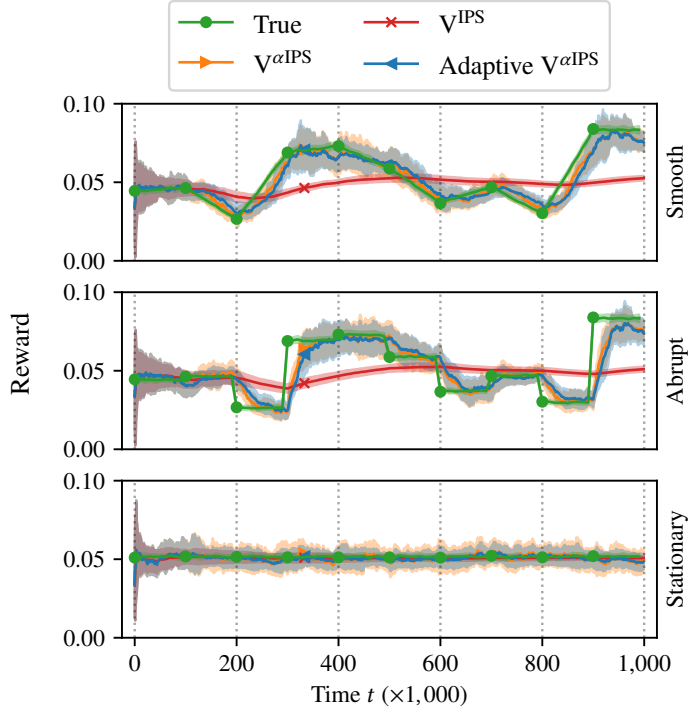 True
V^IPS
V^αIPS
Adaptive V^αIPS
Reward
0.10
0.05
0.00
Smooth
0.10
0.05
0.00
Abrupt
0.10
0.05
0.00
Stationary
0 200 400 600 800 1,000
Time t (×1,000)